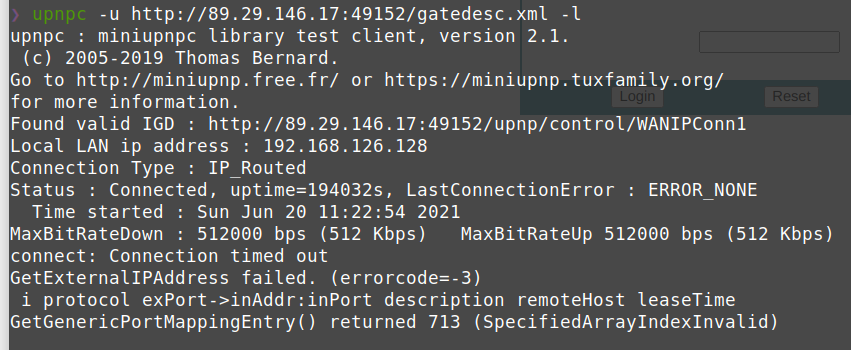 ❯ upnpc -u http://89.29.146.17:49152/gatedesc.xml -l
upnpc : miniupnpc library test client, version 2.1.
 (c) 2005-2019 Thomas Bernard.
Go to http://miniupnp.free.fr/ or https://miniupnp.tuxfamily.org/
for more information.
Login Reset
Found valid IGD : http://89.29.146.17:49152/upnp/control/WANIPConn1
Local LAN ip address : 192.168.126.128
Connection Type : IP_Routed
Status : Connected, uptime=194032s, LastConnectionError : ERROR_NONE
  Time started : Sun Jun 20 11:22:54 2021
MaxBitRateDown : 512000 bps (512 Kbps)   MaxBitRateUp 512000 bps (512 Kbps)
connect: Connection timed out
GetExternalIPAddress failed. (errorcode=-3)
 i protocol exPort->inAddr:inPort description remoteHost leaseTime
GetGenericPortMappingEntry() returned 713 (SpecifiedArrayIndexInvalid)